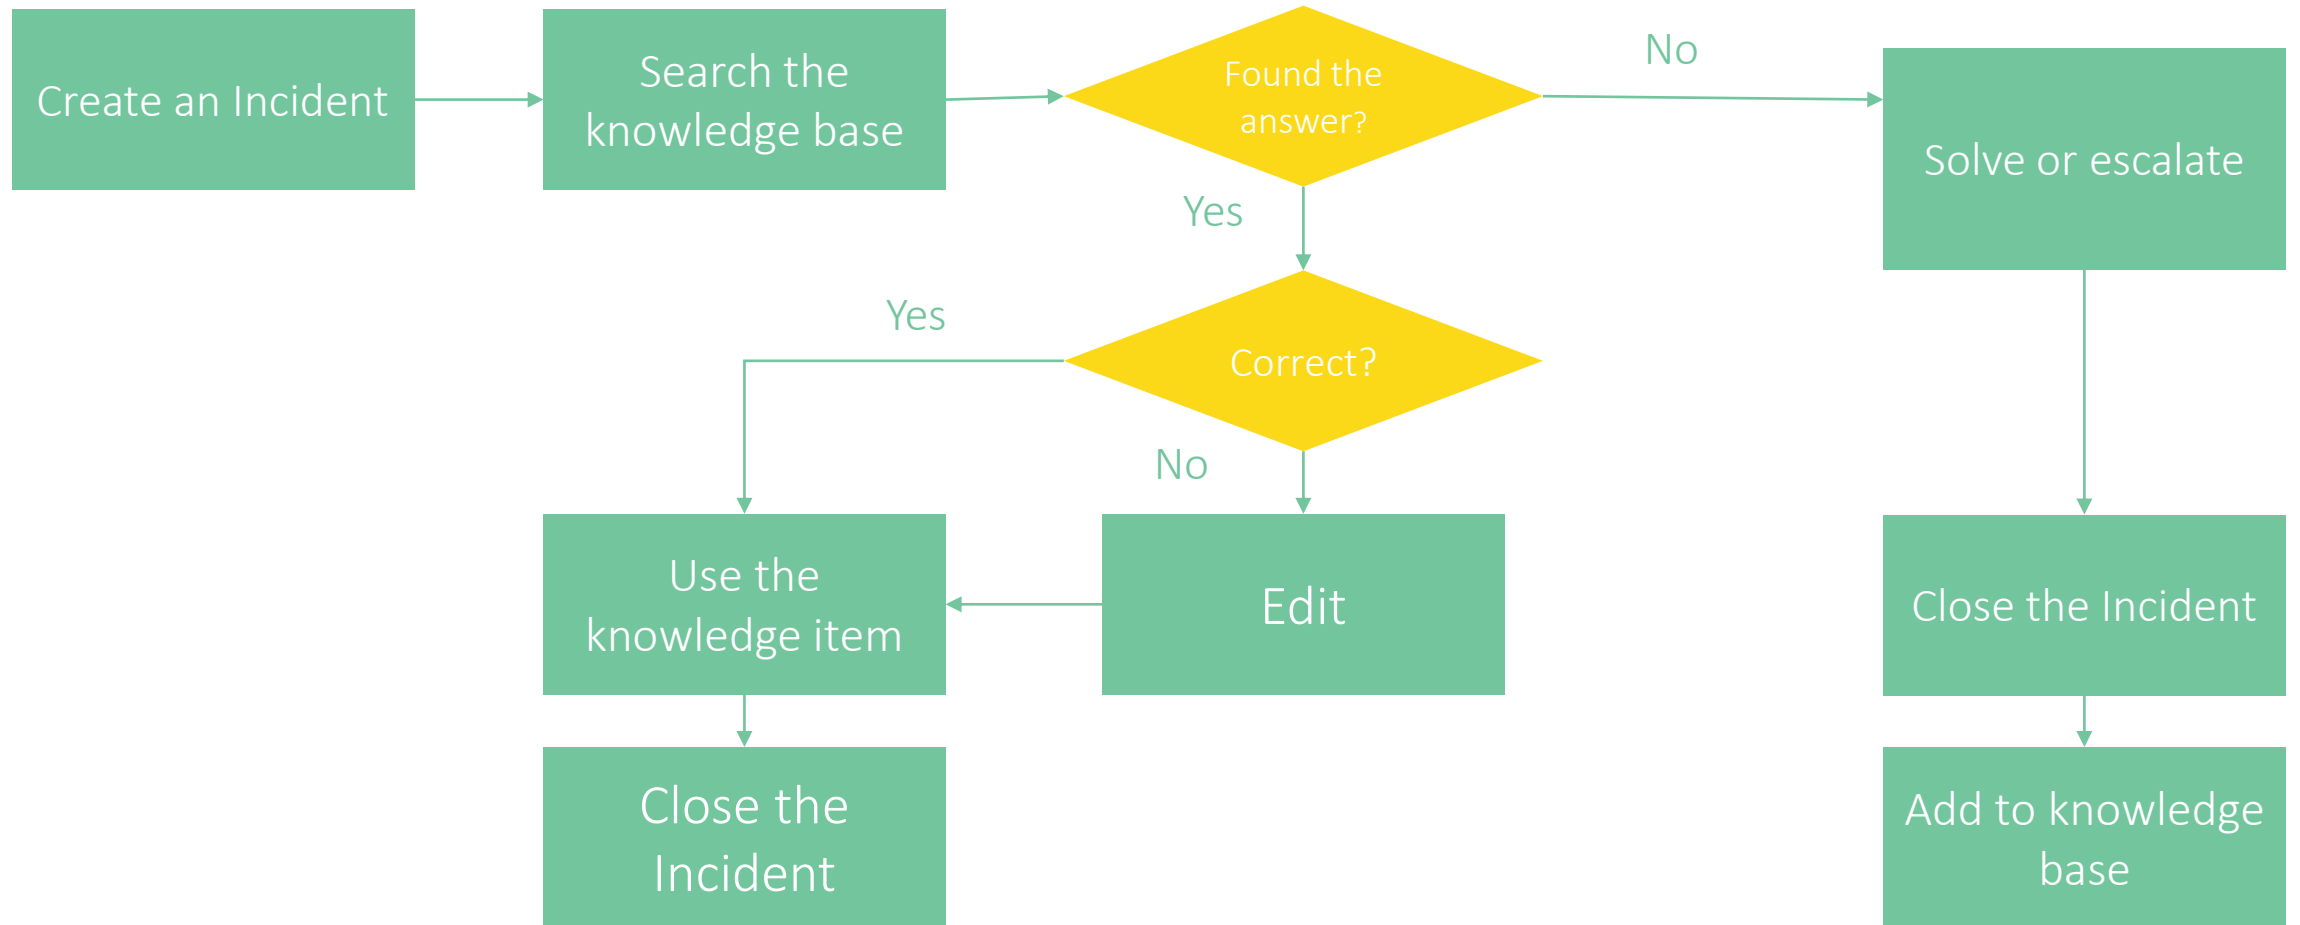 Create an Incident
Search the
knowledge base
Found the
answer?
No
Solve or escalate
Yes
Yes
Correct?
No
Use the
knowledge item
Edit
Close the Incident
Close the
Incident
Add to knowledge
base